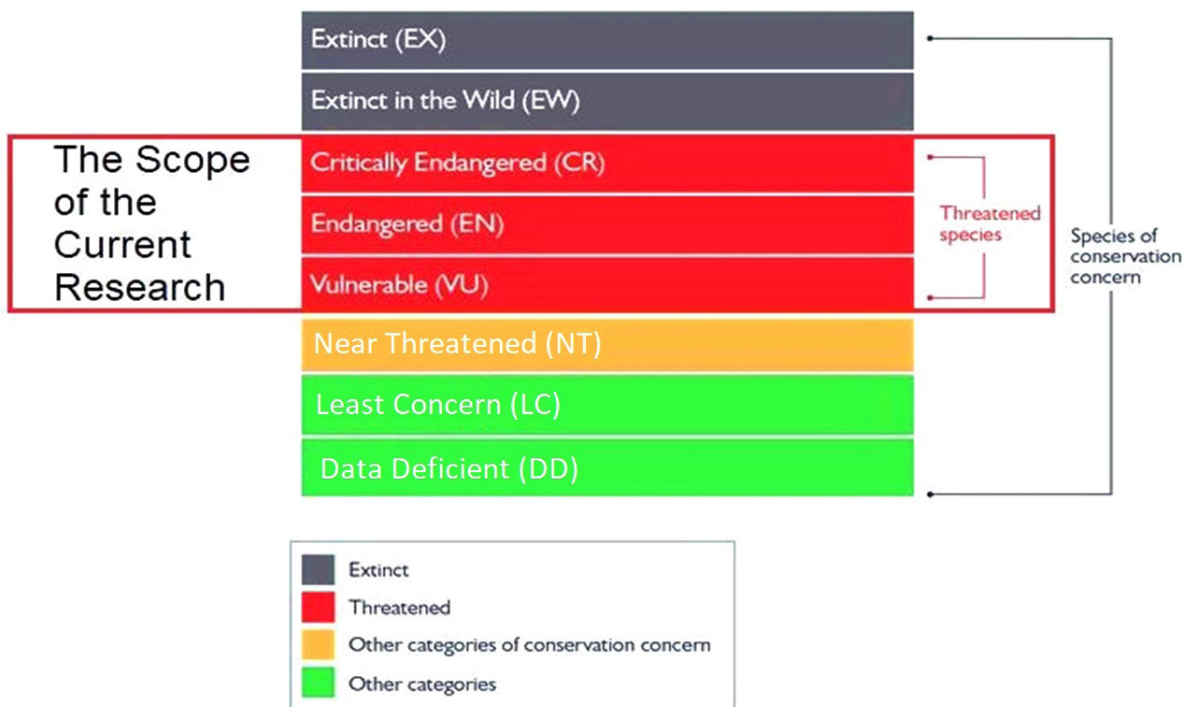 Extinct (EX)
Extinct in the Wild (EW)
The Scope
of the
Current
Research
Critically Endangered (CR)
Endangered (EN)
Vulnerable (VU)
Threatened
species
Species of
conservation
concern
Near Threatened (NT)
Least Concern (LC)
Data Deficient (DD)
Extinct
Threatened
Other categories of conservation concern
Other categories